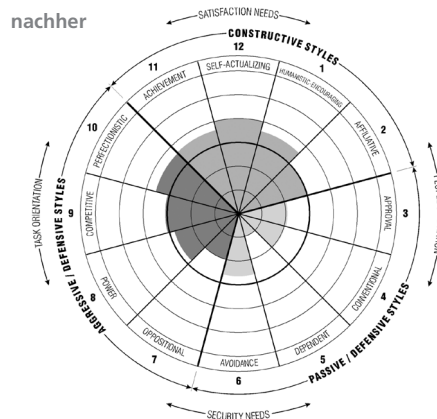 nachher
SATISFACTION NEEDS
CONSTRUCTIVE STYLES
12
SELF-ACTUALIZING
1
HUMANISTIC-ENCOURAGING
2
AFFILIATIVE
3
APPROVAL
4
CONVENTIONAL
PASSIVE / DEFENSIVE STYLES
5
DEPENDENT
6
AVOIDANCE
SECURITY NEEDS
7
OPPOSITIONAL
8
POWER
AGGRESSIVE / DEFENSIVE STYLES
9
COMPETITIVE
TASK ORIENTATION
10
PERFECTIONISTIC
11
ACHIEVEMENT